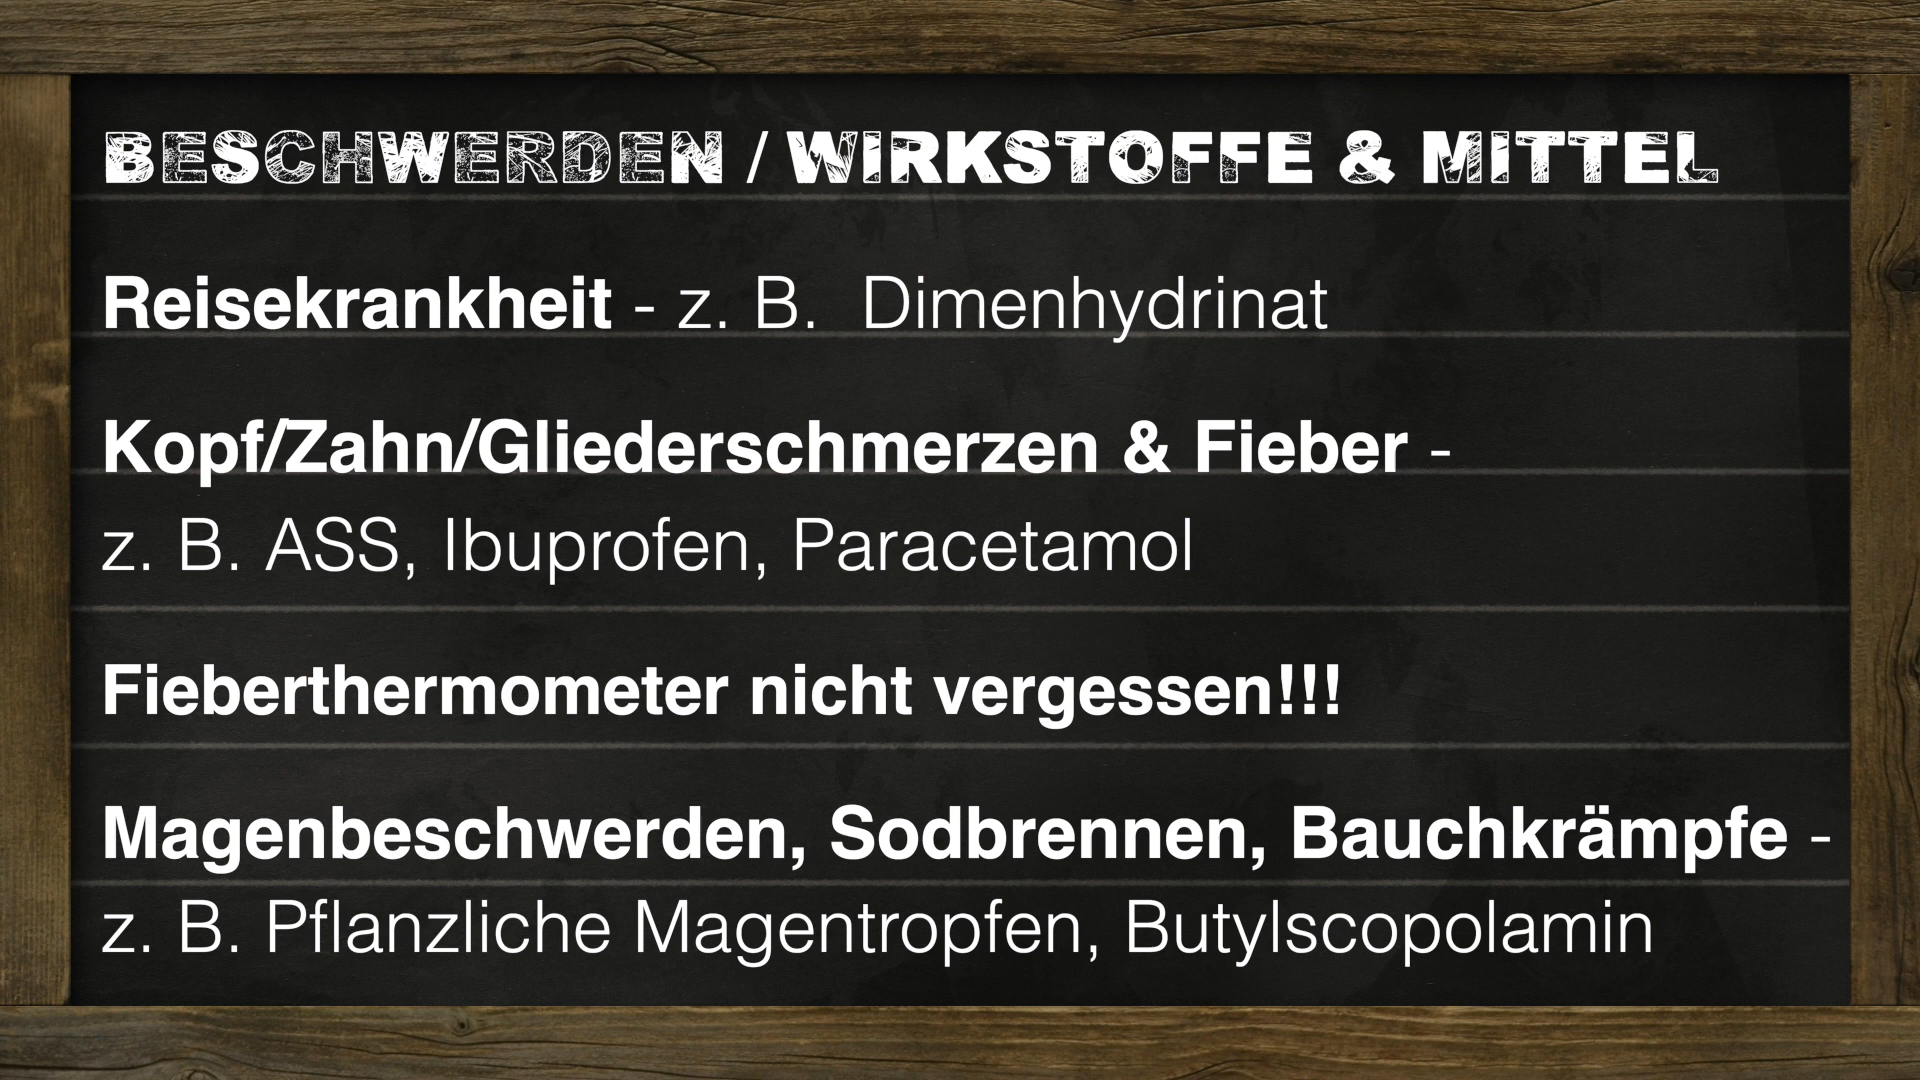 BESCHWERDEN / WIRKSTOFFE & MITTEL
Reisekrankheit - z. B.  Dimenhydrinat
Kopf/Zahn/Gliederschmerzen & Fieber -
z. B. ASS, Ibuprofen, Paracetamol
Fieberthermometer nicht vergessen!!!
Magenbeschwerden, Sodbrennen, Bauchkrämpfe -
z. B. Pflanzliche Magentropfen, Butylscopolamin